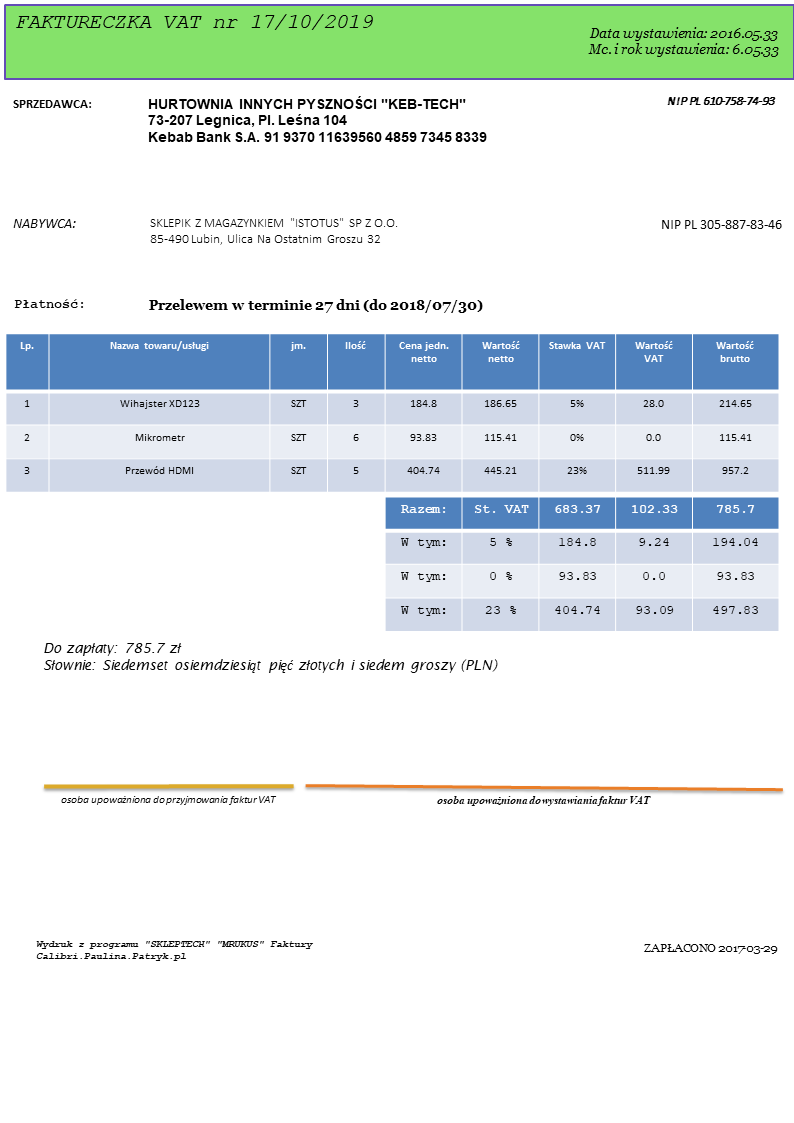 FAKTURECZKA VAT nr 17/10/2019
Data wystawienia: 2016.05.33
Mc. i rok wystawienia: 6.05.33
SPRZEDAWCA:
HURTOWNIA INNYCH PYSZNOŚCI "KEB-TECH"
NIP PL 610-758-74-93
73-207 Legnica, Pl. Leśna 104
Kebab Bank S.A. 91 9370 11639560 4859 7345 8339
NABYWCA:
SKLEPIK Z MAGAZYNKIEM "ISTOTUS" SP Z O.O.
NIP PL 305-887-83-46
85-490 Lubin, Ulica Na Ostatnim Groszu 32
Płatność: Przelewem w terminie 27 dni (do 2018/07/30)
Lp. Nazwa towaru/usługi jm. Ilość Cena jedn. netto Wartość netto Stawka VAT Wartość VAT Wartość brutto
1 Wihajster XD123 SZT 3 184.8 186.65 5% 28.0 214.65
2 Mikrometr SZT 6 93.83 115.41 0% 0.0 115.41
3 Przewód HDMI SZT 5 404.74 445.21 23% 511.99 957.2
Razem: St. VAT 683.37 102.33 785.7
W tym: 5 % 184.8 9.24 194.04
W tym: 0 % 93.83 0.0 93.83
W tym: 23 % 404.74 93.09 497.83
Do zapłaty: 785.7 zł
Słownie: Siedemset osiemdziesiąt pięć złotych i siedem groszy (PLN)
osoba upoważniona do przyjmowania faktur VAT
osoba upoważniona do wystawiania faktur VAT
Wydruk z programu "SKLEPTECH" "MRUKUS" Faktury
Calibri.Paulina.Patryk.pl
ZAPŁACONO 2017-03-29